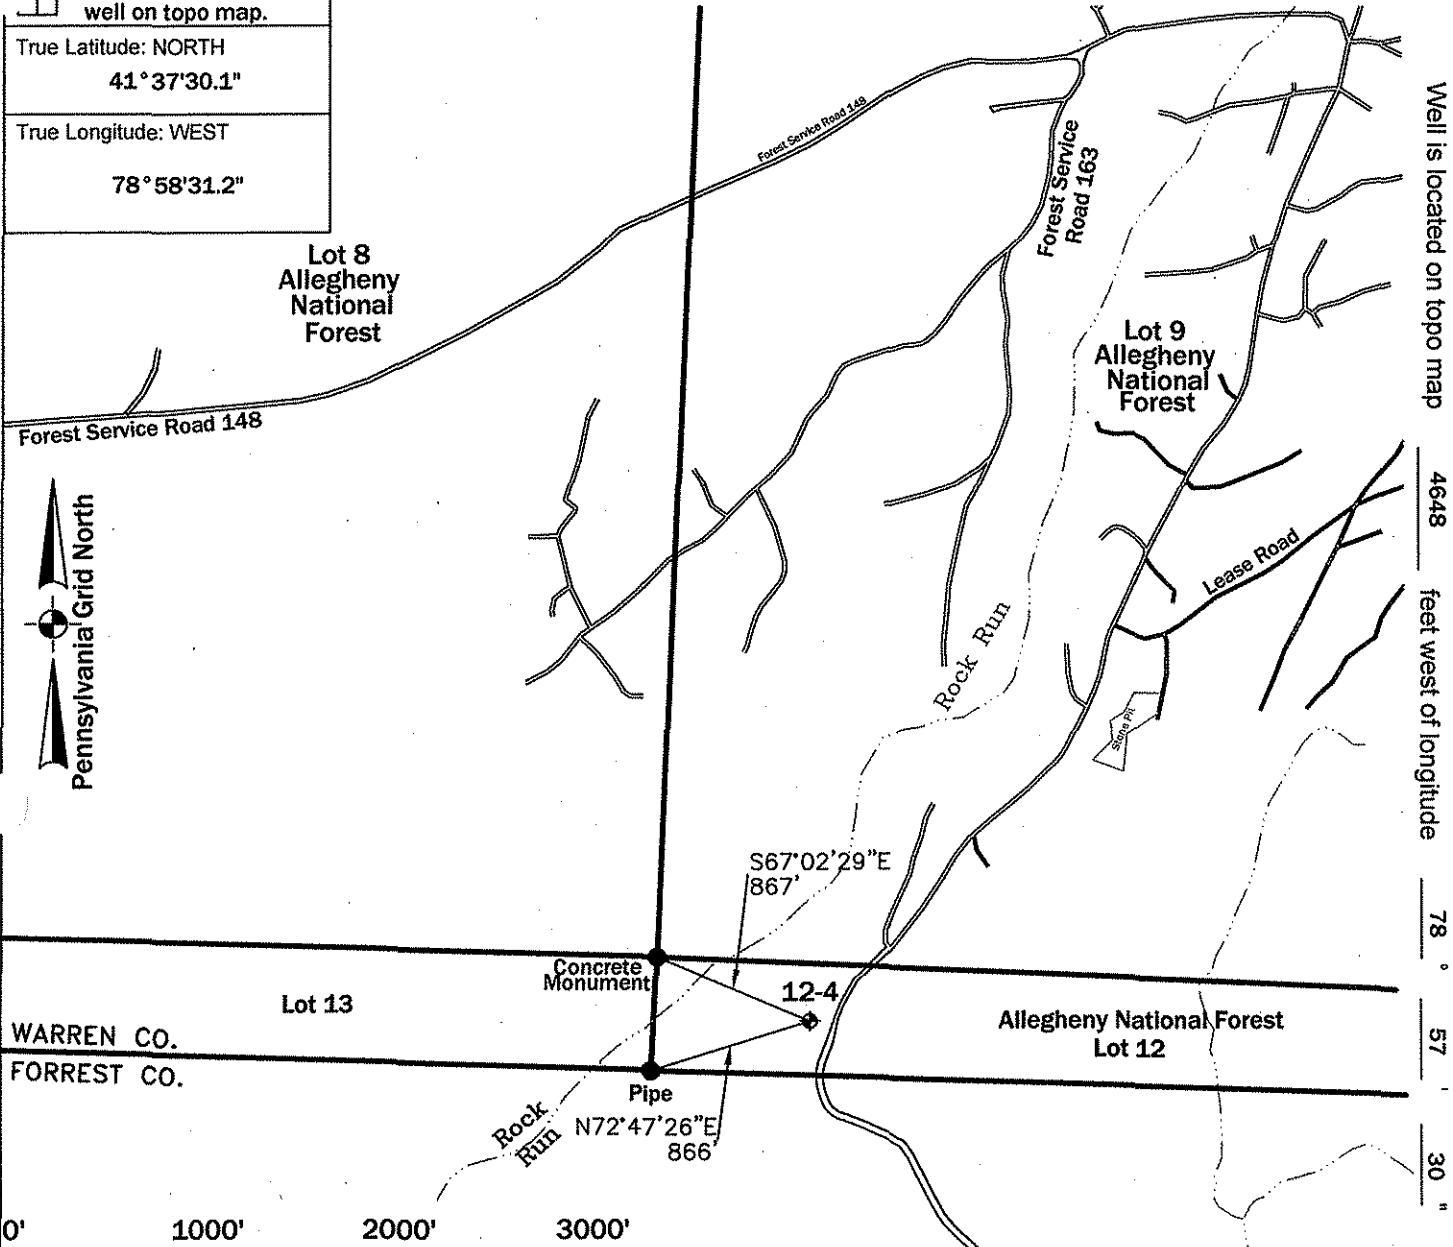 well on topo map.
True Latitude: NORTH
41°37'30.1"
True Longitude: WEST
78°58'31.2"
Lot 8
Allegheny
National
Forest
Forest Service Road 148
Forest Service
Road 163
Lot 9
Allegheny
National
Forest
Forest Service Road 148
Pennsylvania Grid North
Lease Road
Rock Run
Stone Pit
S67°02'29"E
867'
Concrete
Monument
12-4
Lot 13
Allegheny National Forest
Lot 12
WARREN CO.
FORREST CO.
Pipe
N72°47'26"E
866'
Rock
Run
0'
1000'
2000'
3000'
Well is located on topo map 4648 feet west of longitude 78 ° 57 ' 30 "